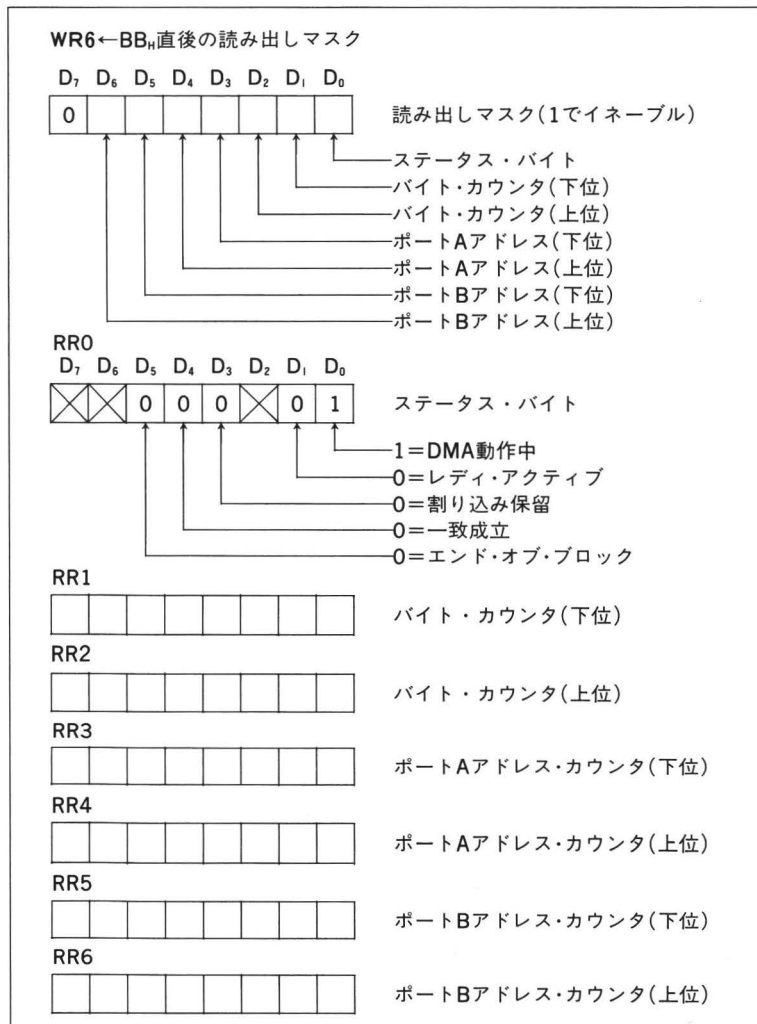 WR6←BBH直後の読み出しマスク
D7 D6 D5 D4 D3 D2 D1 D0
0 読み出しマスク(1でイネーブル)
ステータス・バイト
バイト・カウンタ(下位)
バイト・カウンタ(上位)
ポートAアドレス(下位)
ポートAアドレス(上位)
ポートBアドレス(下位)
ポートBアドレス(上位)
RR0
D7 D6 D5 D4 D3 D2 D1 D0
0 0 0 0 1 ステータス・バイト
1=DMA動作中
0=レディ・アクティブ
0=割り込み保留
0=一致成立
0=エンド・オブ・ブロック
RR1
バイト・カウンタ(下位)
RR2
バイト・カウンタ(上位)
RR3
ポートAアドレス・カウンタ(下位)
RR4
ポートAアドレス・カウンタ(上位)
RR5
ポートBアドレス・カウンタ(下位)
RR6
ポートBアドレス・カウンタ(上位)